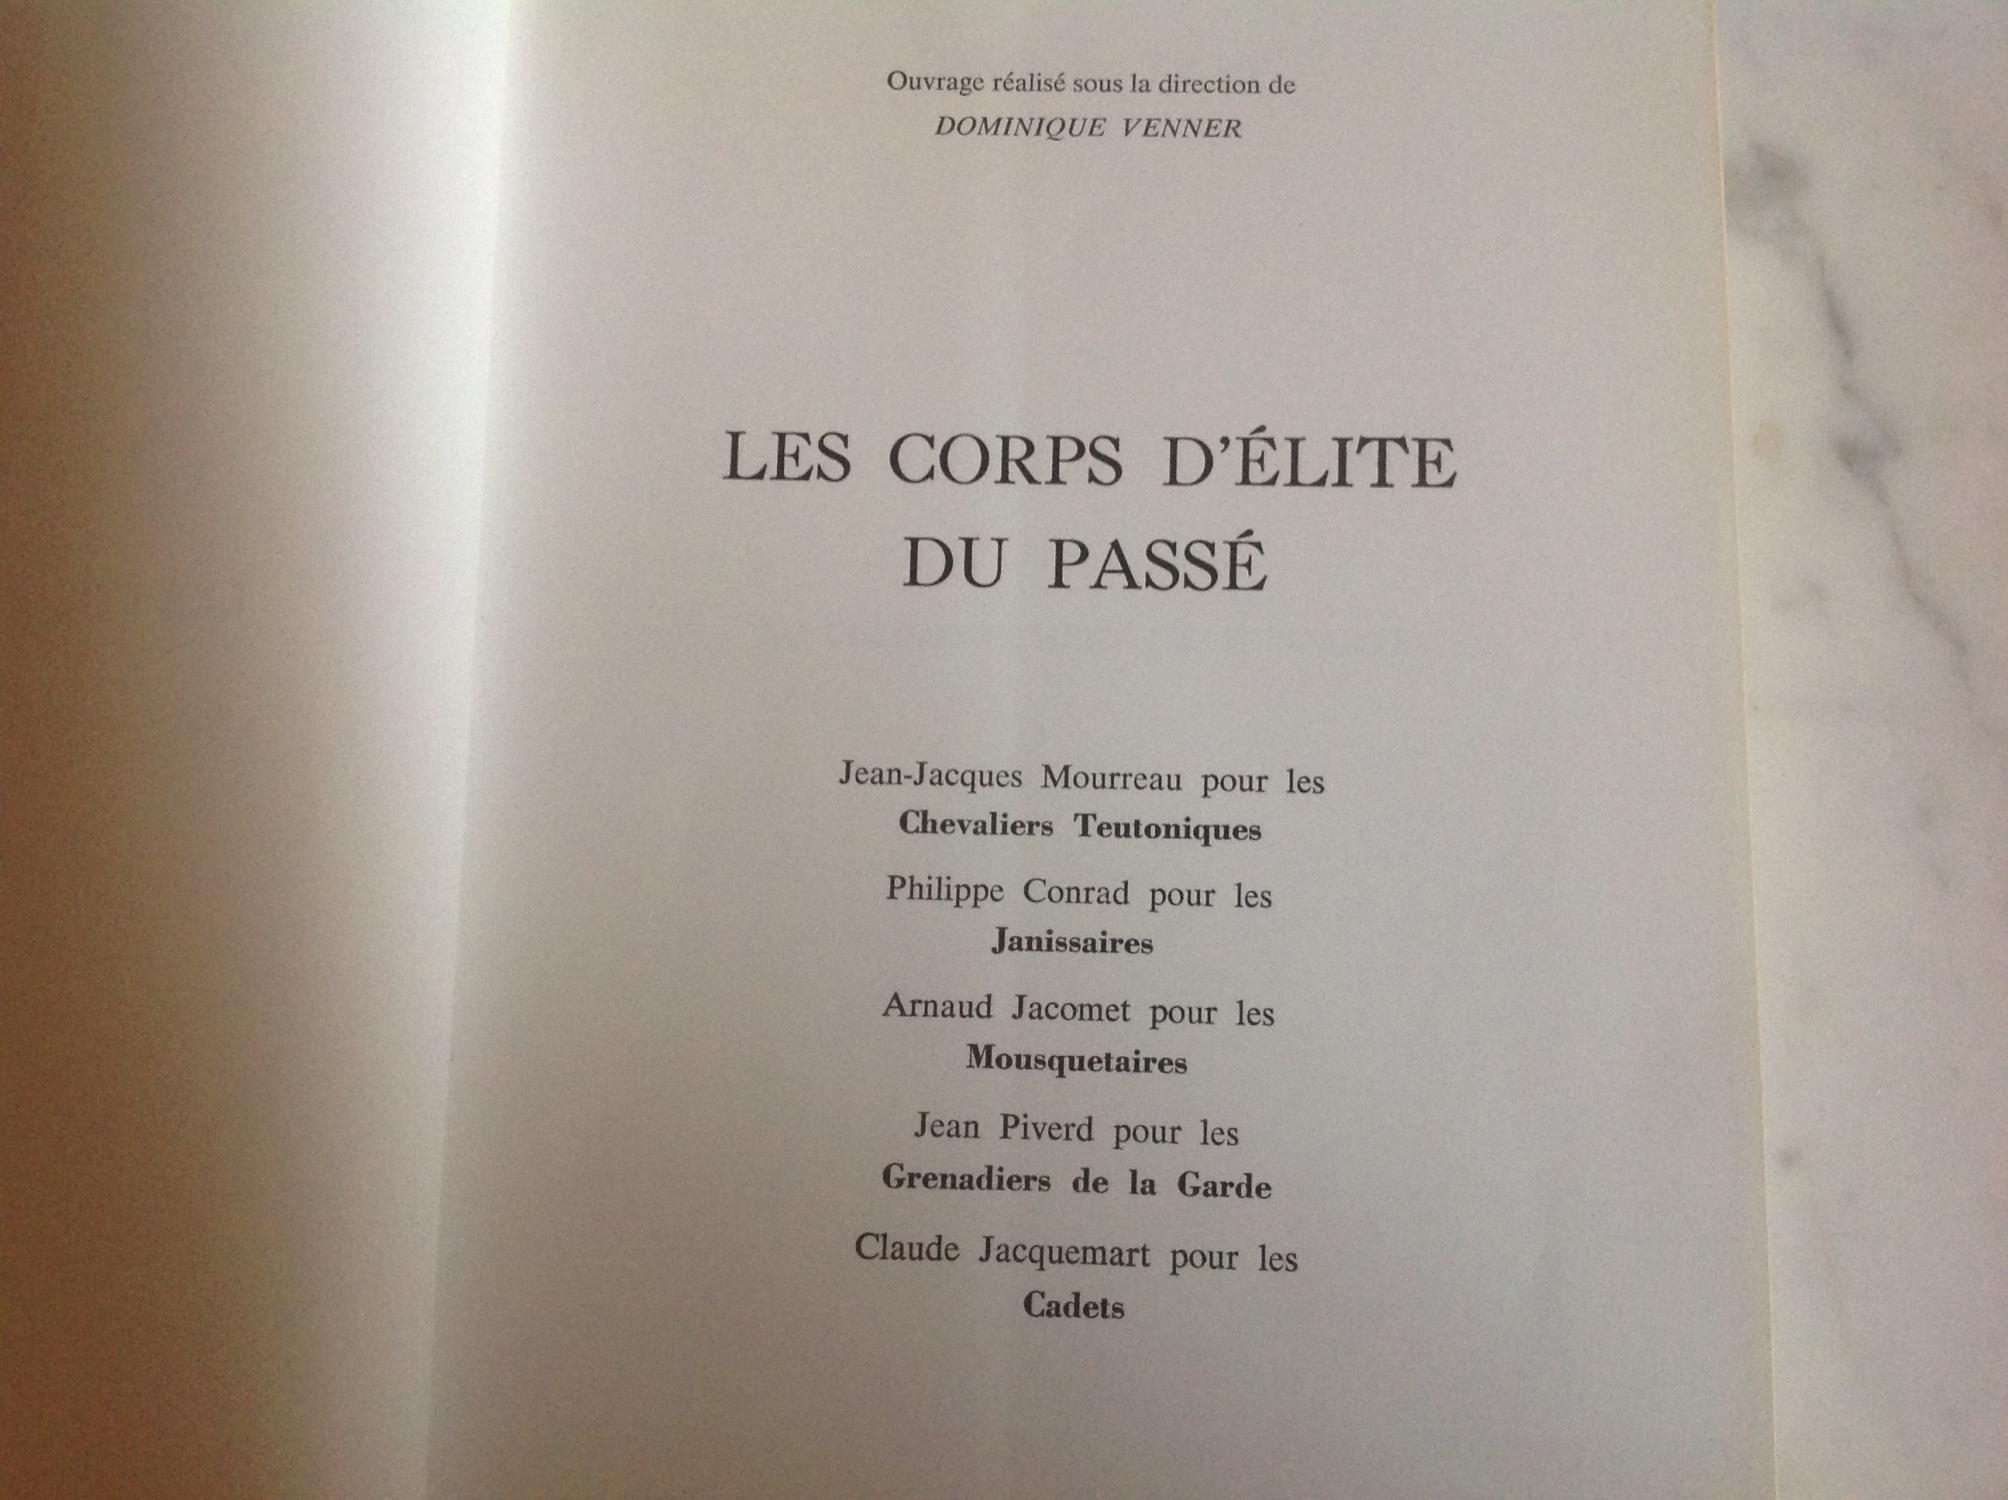 Ouvrage réalisé sous la direction de
DOMINIQUE VENNER
LES CORPS D'ÉLITE
DU PASSÉ
Jean-Jacques Mourreau pour les
Chevaliers Teutoniques
Philippe Conrad pour les
Janissaires
Arnaud Jacomet pour les
Mousquetaires
Jean Piverd pour les
Grenadiers de la Garde
Claude Jacquemart pour les
Cadets